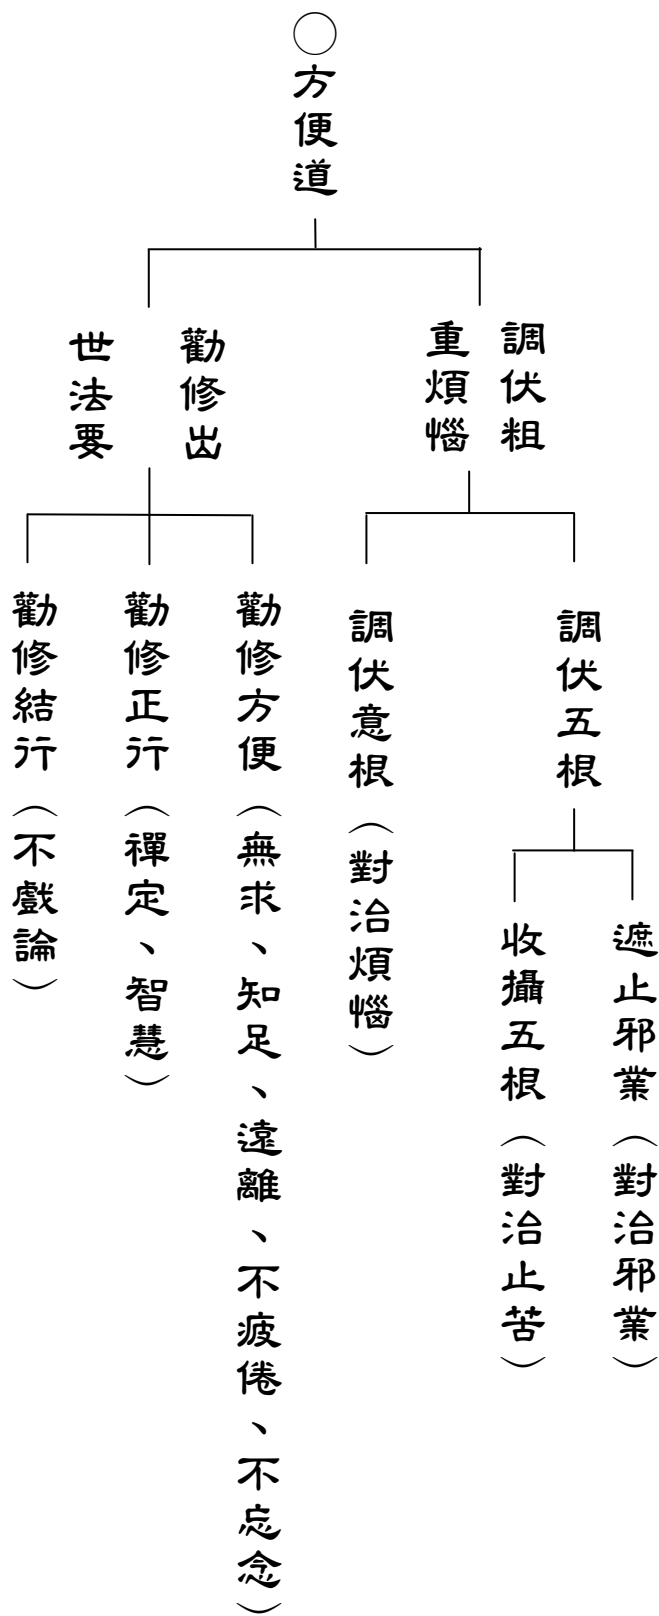 ○方便道
調伏粗
重煩惱
勸修出
世法要
調伏五根
調伏意根（對治煩惱）
勸修方便（無求、知足、遠離、不疲倦、不忘念）
勸修正行（禪定、智慧）
勸修結行（不戲論）
遮止邪業（對治邪業）
收攝五根（對治止苦）